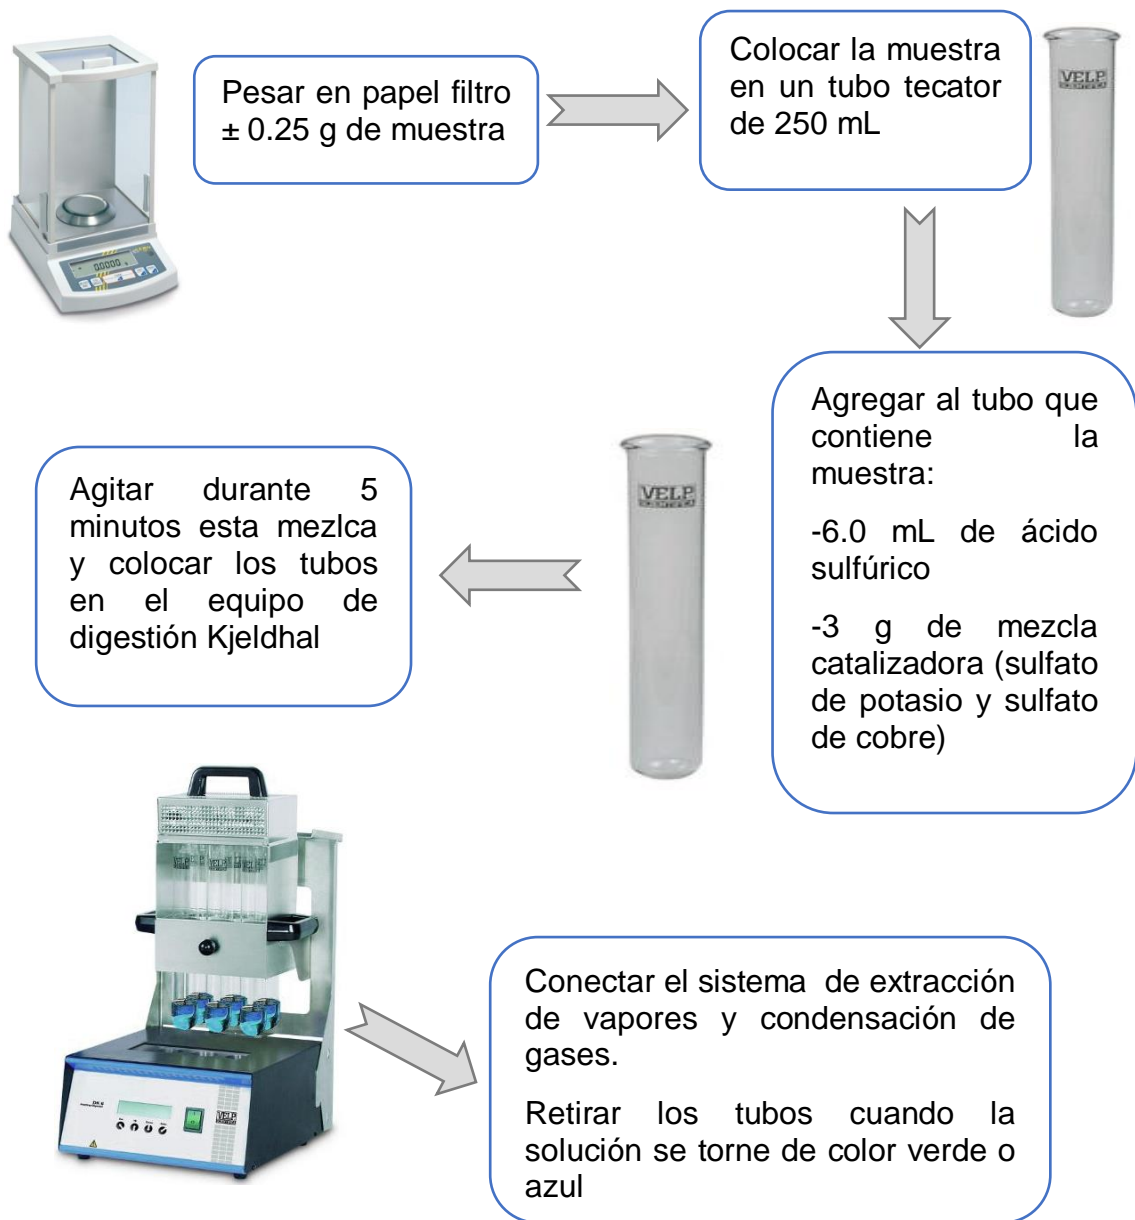 Pesar en papel filtro
± 0.25 g de muestra
Colocar la muestra
en un tubo tecator
de 250 mL
VELP
Agregar al tubo que
contiene la
muestra:
-6.0 mL de ácido
sulfúrico
-3 g de mezcla
catalizadora (sulfato
de potasio y sulfato
de cobre)
VELP
Agitar durante 5
minutos esta mezlca
y colocar los tubos
en el equipo de
digestión Kjeldhal
VELP
Conectar el sistema de extracción
de vapores y condensación de
gases.
Retirar los tubos cuando la
solución se torne de color verde o
azul